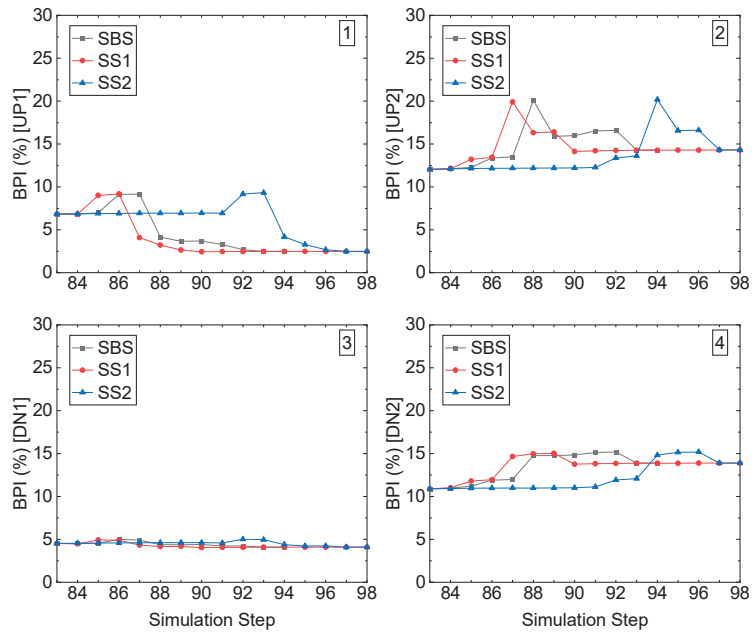 30
25
20
15
10
5
0
BPI (%) [UP1]
SBS
SS1
SS2
1
84 86 88 90 92 94 96 98
30
25
20
15
10
5
0
BPI (%) [UP2]
SBS
SS1
SS2
2
84 86 88 90 92 94 96 98
30
25
20
15
10
5
0
BPI (%) [DN1]
SBS
SS1
SS2
3
84 86 88 90 92 94 96 98
Simulation Step
30
25
20
15
10
5
0
BPI (%) [DN2]
SBS
SS1
SS2
4
84 86 88 90 92 94 96 98
Simulation Step